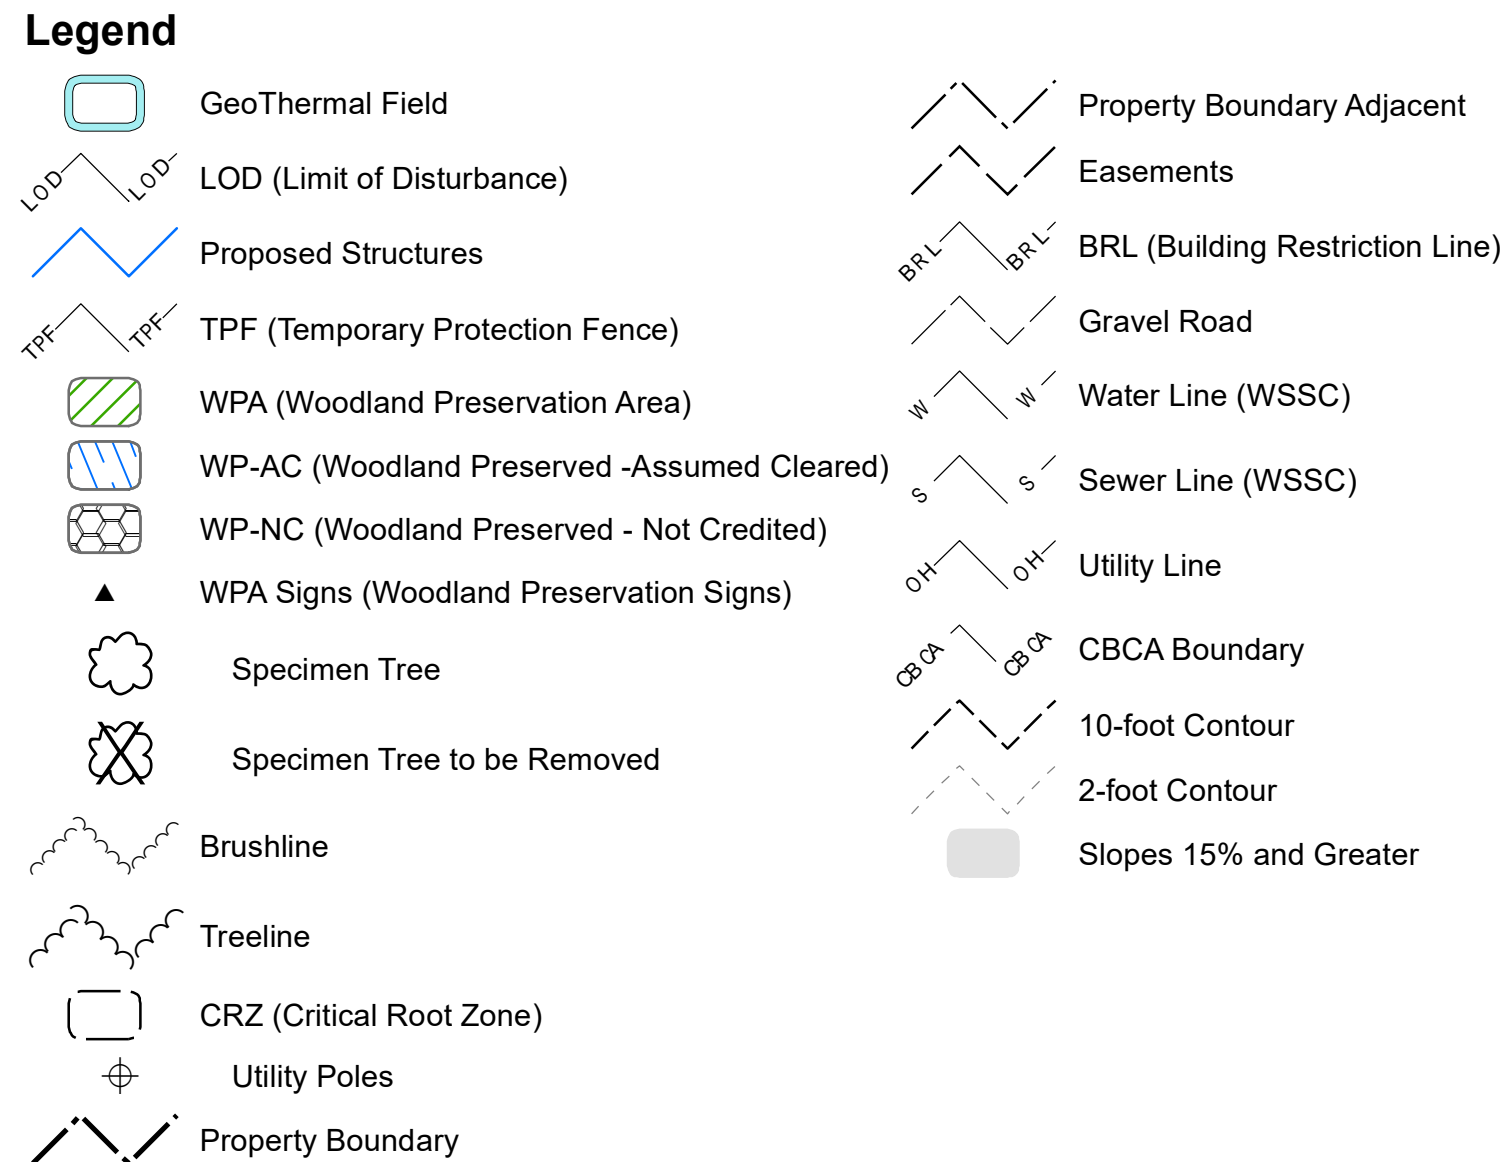 Legend
GeoThermal Field
LOD LOD LOD (Limit of Disturbance)
Proposed Structures
TPF TPF TPF (Temporary Protection Fence)
WPA (Woodland Preservation Area)
WP-AC (Woodland Preserved -Assumed Cleared)
WP-NC (Woodland Preserved - Not Credited)
WPA Signs (Woodland Preservation Signs)
Specimen Tree
Specimen Tree to be Removed
Brushline
Treeline
CRZ (Critical Root Zone)
Utility Poles
Property Boundary
Property Boundary Adjacent
Easements
BRL BRL BRL (Building Restriction Line)
Gravel Road
W W Water Line (WSSC)
S S Sewer Line (WSSC)
OH OH Utility Line
CBCA CBCA CBCA Boundary
10-foot Contour
2-foot Contour
Slopes 15% and Greater